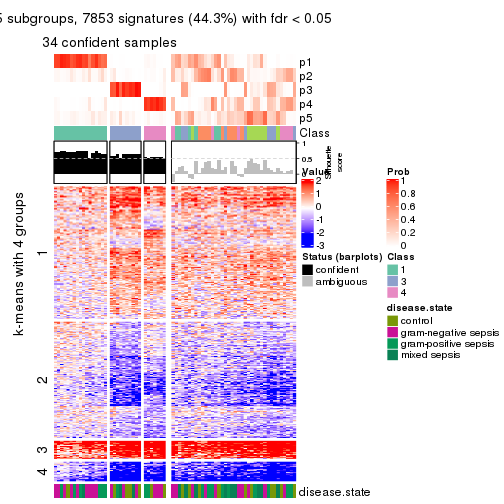 5 subgroups, 7853 signatures (44.3%) with fdr < 0.05
34 confident samples
p1
p2
p3
p4
p5
Class
1
0.5
0
Silhouette
score
k-means with 4 groups
1
2
3
4
disease.state
Value
2
1
0
-1
-2
-3
Prob
1
0.8
0.6
0.4
0.2
0
Status (barplots)
confident
ambiguous
Class
1
3
4
disease.state
control
gram-negative sepsis
gram-positive sepsis
mixed sepsis